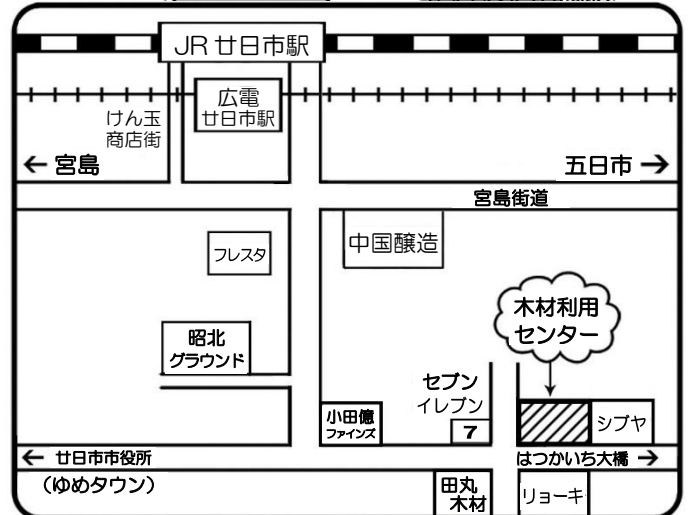 JR 廿日市駅
広電
廿日市駅
けん玉
商店街
← 宮島
五日市 →
宮島街道
フレスタ
中国醸造
木材利用
センター
昭北
グラウンド
セブン
イレブン
7
小田億
ファインズ
シブヤ
← 廿日市市役所
はつかいち大橋 →
(ゆめタウン)
田丸
木材
リョーキ